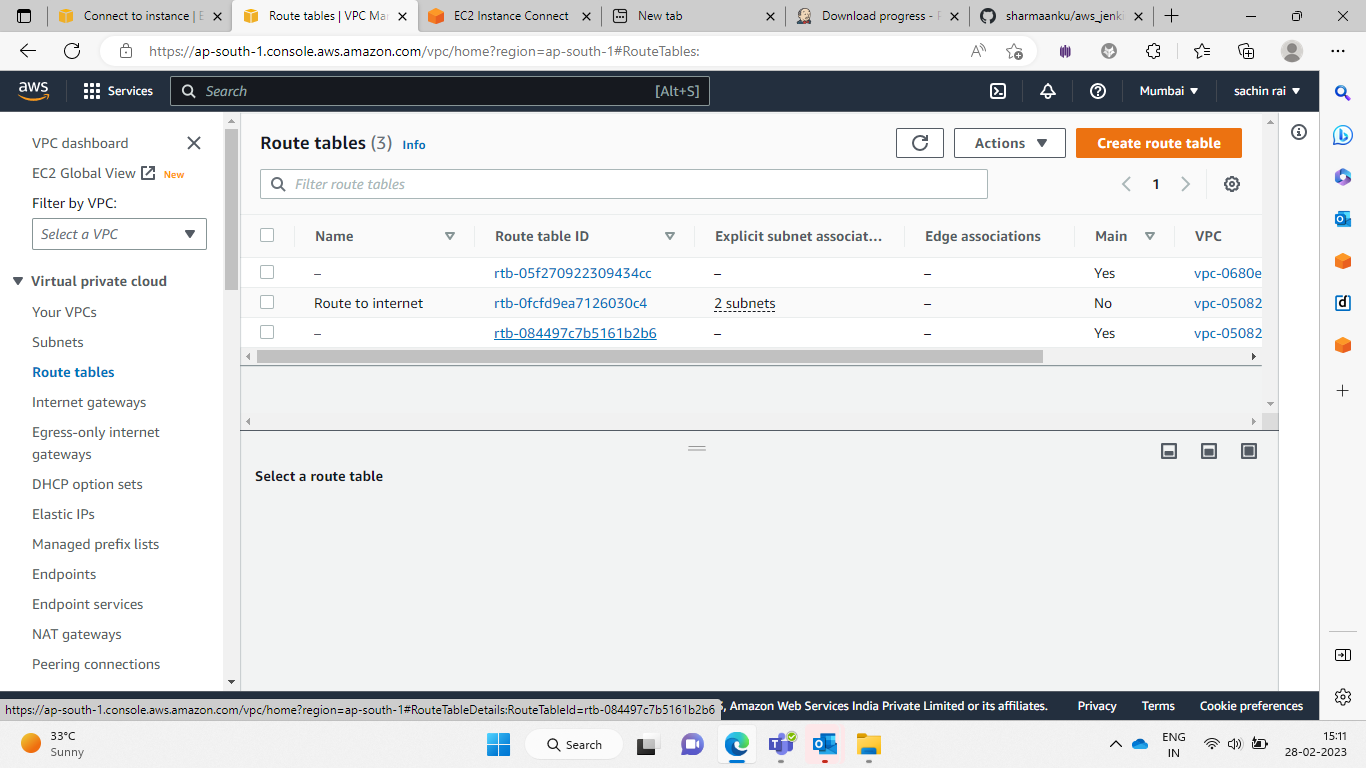 Connect to instance | E
Route tables | VPC Ma
EC2 Instance Connect
New tab
Download progress -
sharmaanku/aws_jenk
https://ap-south-1.console.aws.amazon.com/vpc/home?region=ap-south-1#RouteTables:
aws
Services
Search
[Alt+S]
Mumbai
sachin rai
VPC dashboard
EC2 Global View
New
Filter by VPC:
Select a VPC
Virtual private cloud
Your VPCs
Subnets
Route tables
Internet gateways
Egress-only internet
gateways
DHCP option sets
Elastic IPs
Managed prefix lists
Endpoints
Endpoint services
NAT gateways
Peering connections
Route tables (3) Info
Actions
Create route table
Filter route tables
1
Name Route table ID Explicit subnet associat... Edge associations Main VPC
– rtb-05f270922309434cc – – Yes vpc-0680e
Route to internet rtb-0fcfd9ea7126030c4 2 subnets – No vpc-05082
– rtb-084497c7b5161b2b6 – – Yes vpc-05082
Select a route table
https://ap-south-1.console.aws.amazon.com/vpc/home?region=ap-south-1#RouteTableDetails:RouteTableId=rtb-084497c7b5161b2b6
, Amazon Web Services India Private Limited or its affiliates.
Privacy
Terms
Cookie preferences
33°C
Sunny
Search
ENG
IN
15:11
28-02-2023